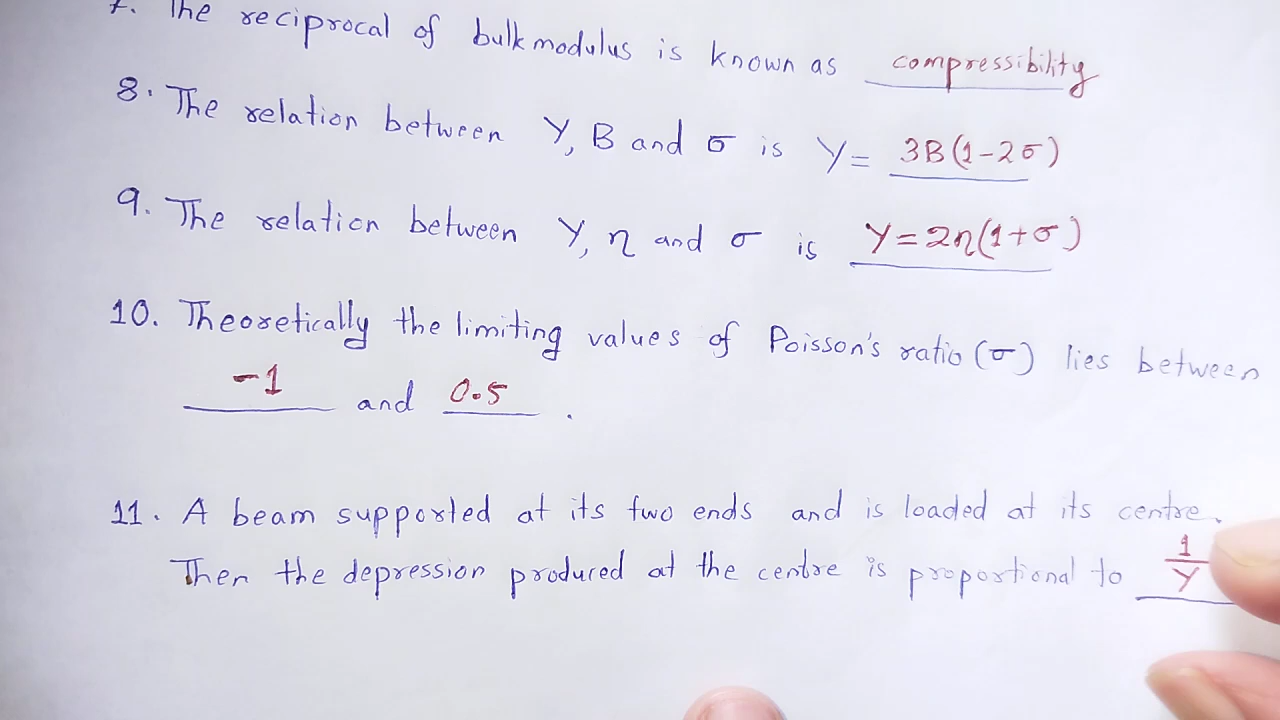 7. The reciprocal of bulk modulus is known as compressibility
8. The relation between Y, B and σ is Y= 3B(1-2σ)
9. The relation between Y, η and σ is Y=2η(1+σ)
10. Theoretically the limiting values of Poisson's ratio (σ) lies between
-1 and 0.5 .
11. A beam supported at its two ends and is loaded at its centre.
Then the depression produced at the centre is proportional to 1/Y